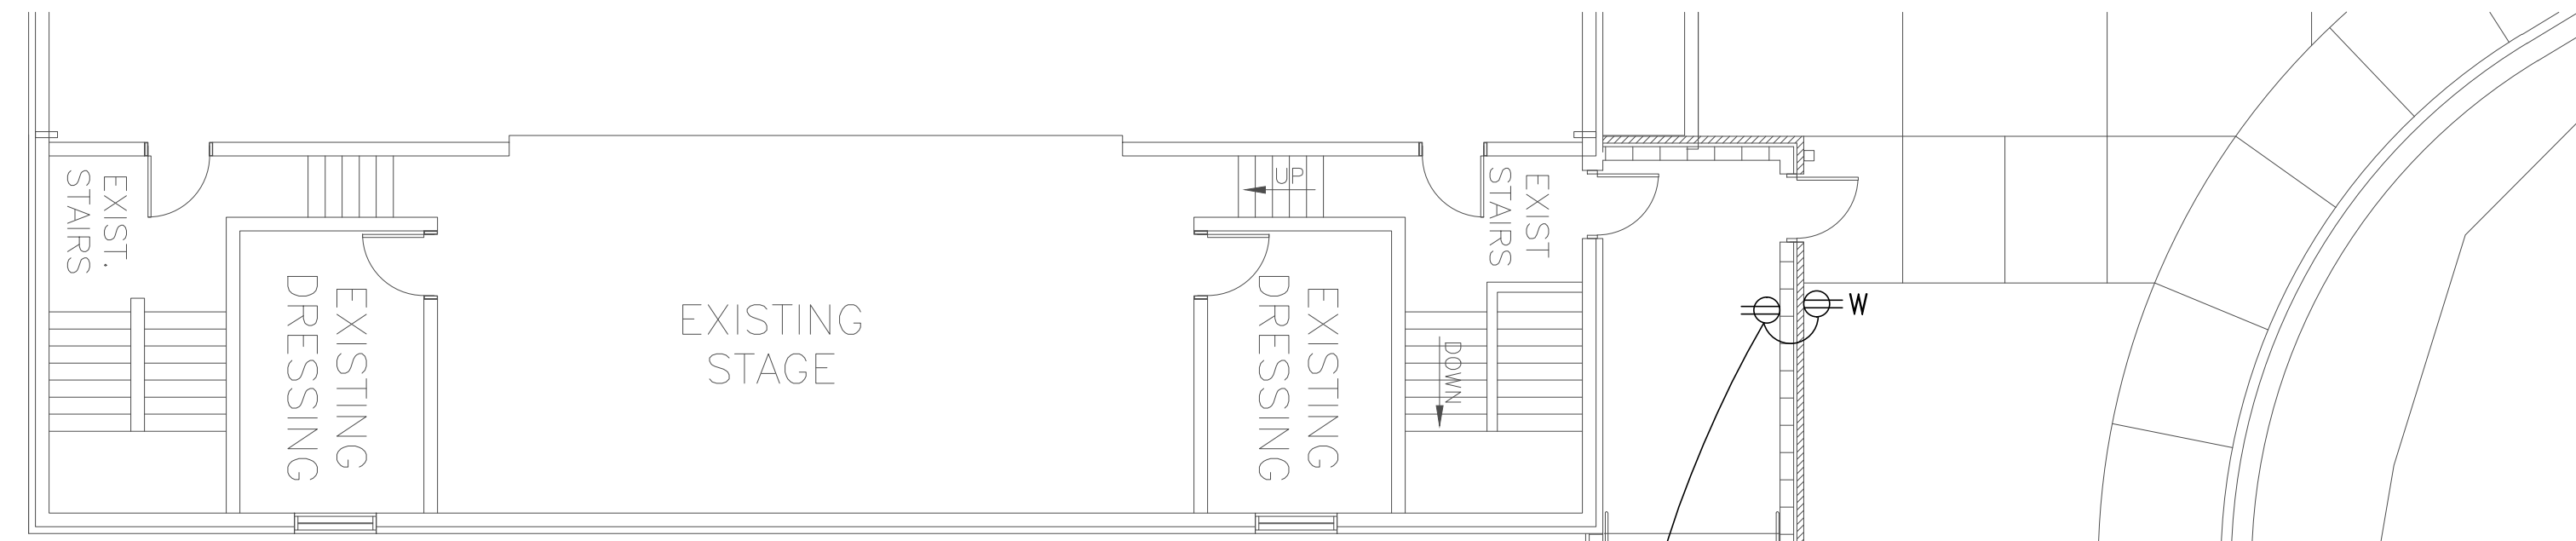 EXIST.
STAIRS
EXISTING
DRESSING
EXISTING
STAGE
UP
EXISTING
DRESSING
EXIST
STAIRS
DOWN
W